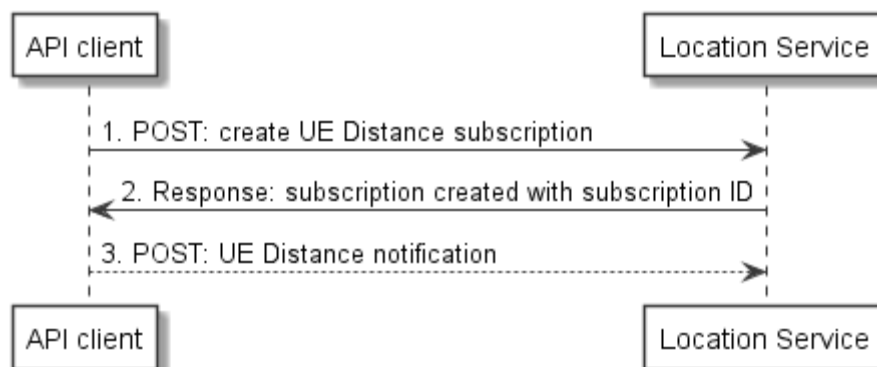 API client
Location Service
1. POST: create UE Distance subscription
2. Response: subscription created with subscription ID
3. POST: UE Distance notification
API client
Location Service